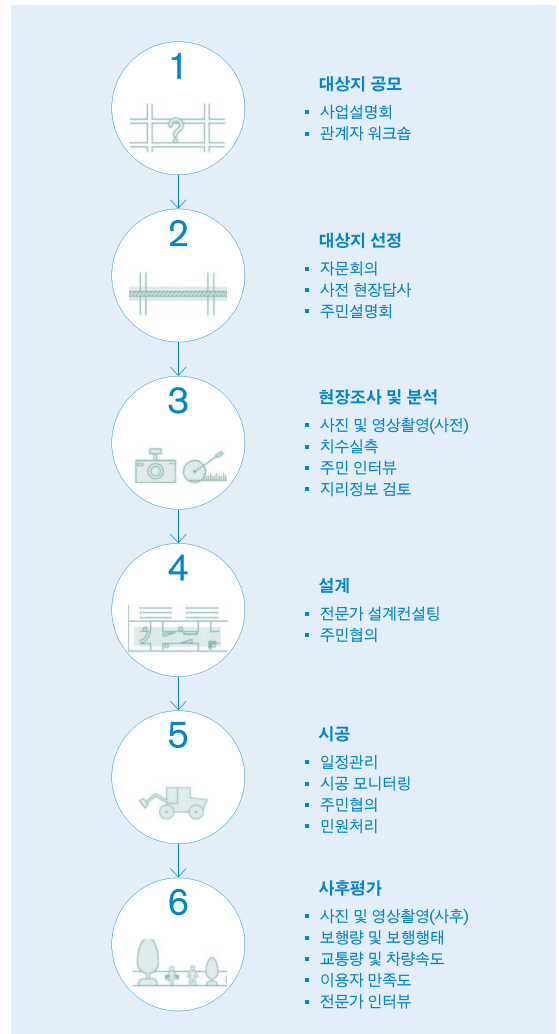 1
대상지 공모
▪ 사업설명회
▪ 관계자 워크숍
2
대상지 선정
▪ 자문회의
▪ 사전 현장답사
▪ 주민설명회
3
현장조사 및 분석
▪ 사진 및 영상촬영(사전)
▪ 치수실측
▪ 주민 인터뷰
▪ 지리정보 검토
4
설계
▪ 전문가 설계컨설팅
▪ 주민협의
5
시공
▪ 일정관리
▪ 시공 모니터링
▪ 주민협의
▪ 민원처리
6
사후평가
▪ 사진 및 영상촬영(사후)
▪ 보행량 및 보행행태
▪ 교통량 및 차량속도
▪ 이용자 만족도
▪ 전문가 인터뷰